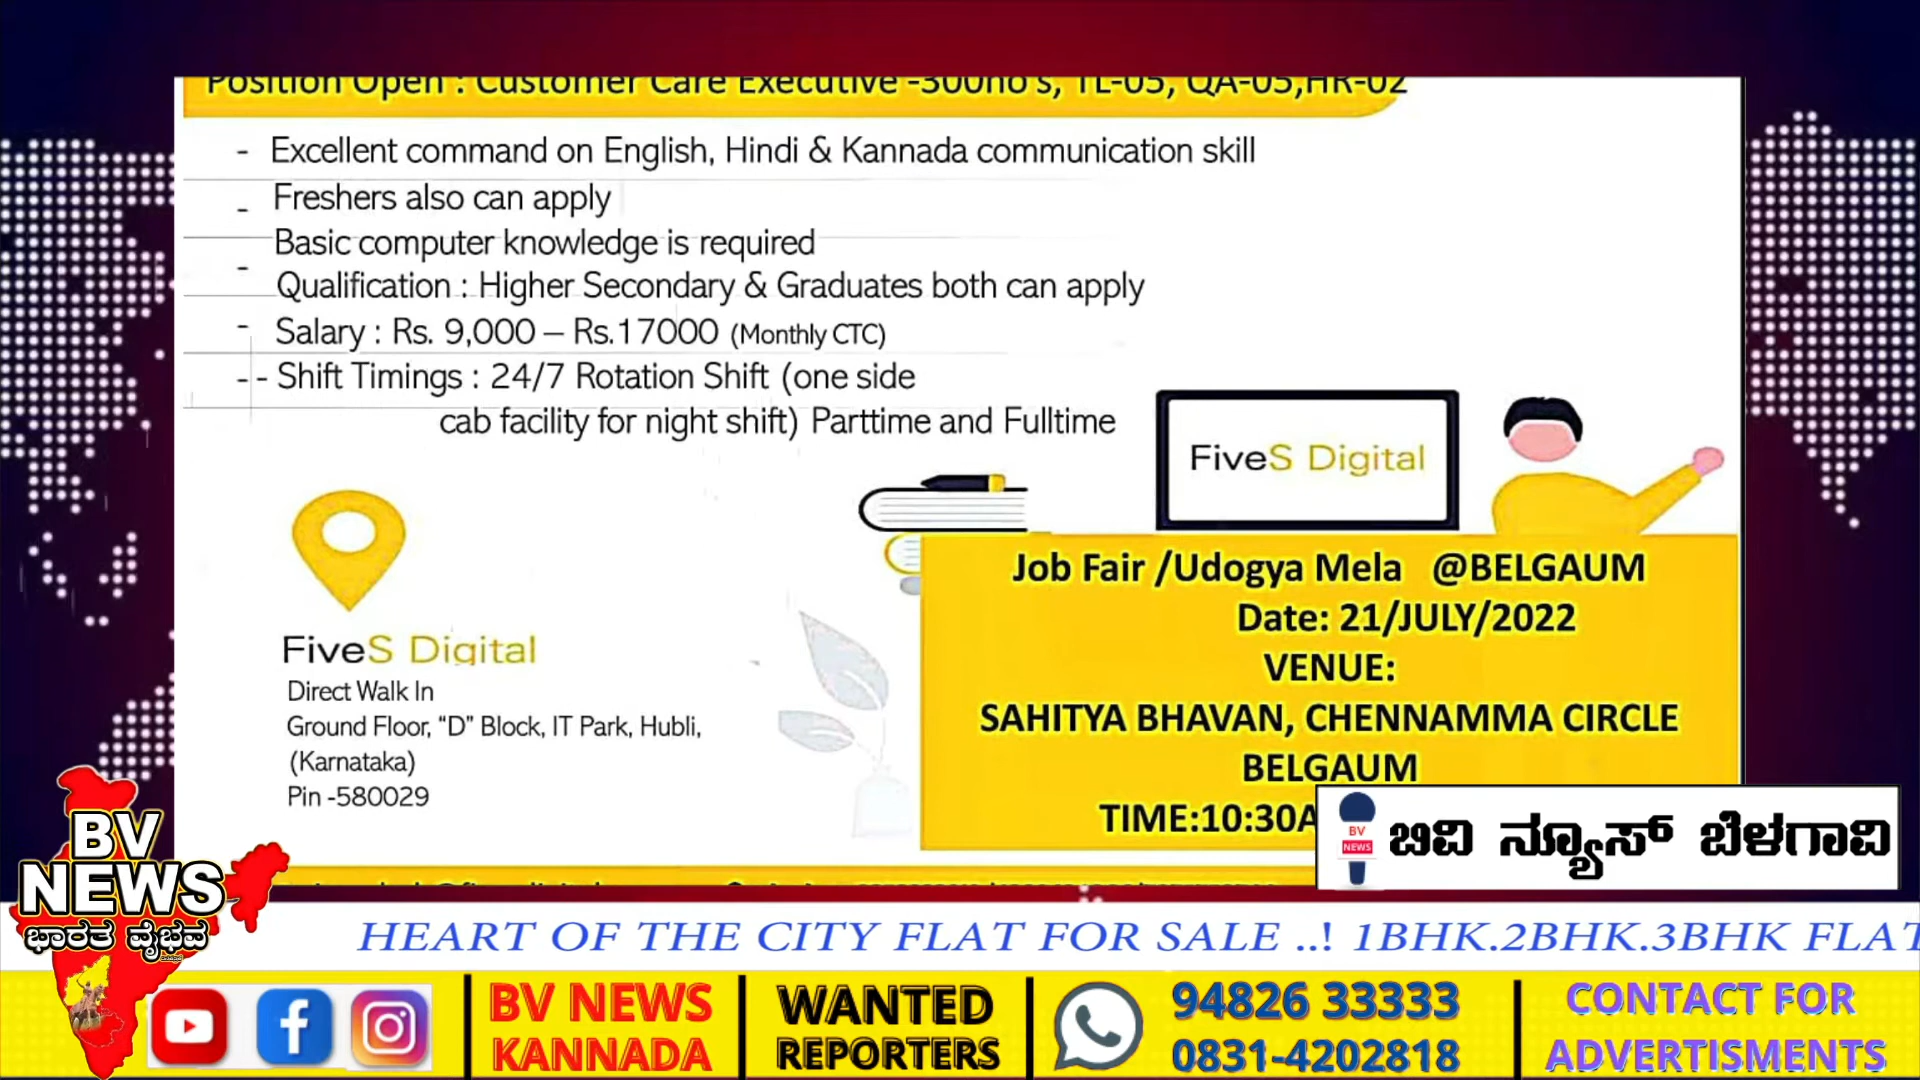 Position Open : Customer Care Executive -300no's, TL-05, QA-05,HR-02
- Excellent command on English, Hindi & Kannada communication skill
- Freshers also can apply
Basic computer knowledge is required
- Qualification : Higher Secondary & Graduates both can apply
- Salary : Rs. 9,000 – Rs.17000 (Monthly CTC)
-- Shift Timings : 24/7 Rotation Shift (one side
cab facility for night shift) Parttime and Fulltime
FiveS Digital
Job Fair /Udogya Mela @BELGAUM
Date: 21/JULY/2022
VENUE:
SAHITYA BHAVAN, CHENNAMMA CIRCLE
BELGAUM
TIME:10:30A
FiveS Digital
Direct Walk In
Ground Floor, “D” Block, IT Park, Hubli,
(Karnataka)
Pin -580029
BV
NEWS
ಬಿವಿ ನ್ಯೂಸ್ ಬೆಳಗಾವಿ
BV
NEWS
ಭಾರತ ವೈಭವ
HEART OF THE CITY FLAT FOR SALE ..! 1BHK.2BHK.3BHK FLAT
BV NEWS
KANNADA
WANTED
REPORTERS
94826 33333
0831-4202818
CONTACT FOR
ADVERTISMENTS